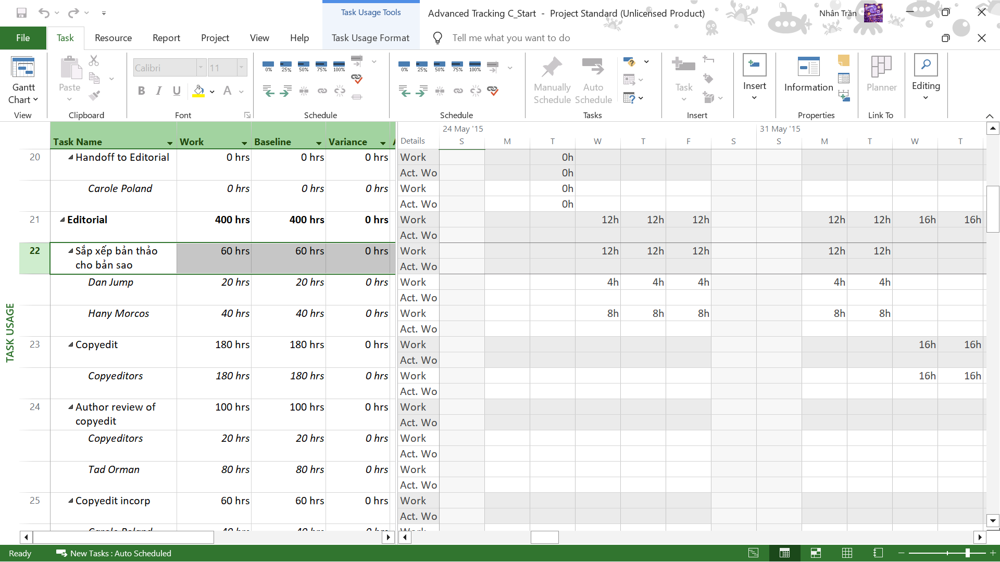 Task Usage Tools
Advanced Tracking C_Start - Project Standard (Unlicensed Product)
Nhân Trần
File Task Resource Report Project View Help Task Usage Format Tell me what you want to do
Gantt Chart
View
Paste
Clipboard
Calibri 11
B I U A
Font
0% 25% 50% 75% 100%
Schedule
0% 25% 50% 75% 100%
Schedule
Manually Schedule
Auto Schedule
Tasks
Task
Insert
Insert
Information
Properties
Planner
Link To
Editing
24 May '15 31 May '15
Task Name Work Baseline Variance Details S M T W T F S S M T W T
20 Handoff to Editorial 0 hrs 0 hrs 0 hrs Work 0h
Act. Wo 0h
Carole Poland 0 hrs 0 hrs 0 hrs Work 0h
Act. Wo 0h
21 Editorial 400 hrs 400 hrs 0 hrs Work 12h 12h 12h 12h 12h 16h 16h
Act. Wo
22 Sắp xếp bản thảo 60 hrs 60 hrs 0 hrs Work 12h 12h 12h 12h 12h
cho bản sao Act. Wo
Dan Jump 20 hrs 20 hrs 0 hrs Work 4h 4h 4h 4h 4h
Act. Wo
Hany Morcos 40 hrs 40 hrs 0 hrs Work 8h 8h 8h 8h 8h
Act. Wo
23 Copyedit 180 hrs 180 hrs 0 hrs Work 16h 16h
Act. Wo
Copyeditors 180 hrs 180 hrs 0 hrs Work 16h 16h
Act. Wo
24 Author review of 100 hrs 100 hrs 0 hrs Work
copyedit Act. Wo
Copyeditors 20 hrs 20 hrs 0 hrs Work
Act. Wo
Tad Orman 80 hrs 80 hrs 0 hrs Work
Act. Wo
25 Copyedit incorp 60 hrs 60 hrs 0 hrs Work
Act. Wo
TASK USAGE
Ready New Tasks : Auto Scheduled